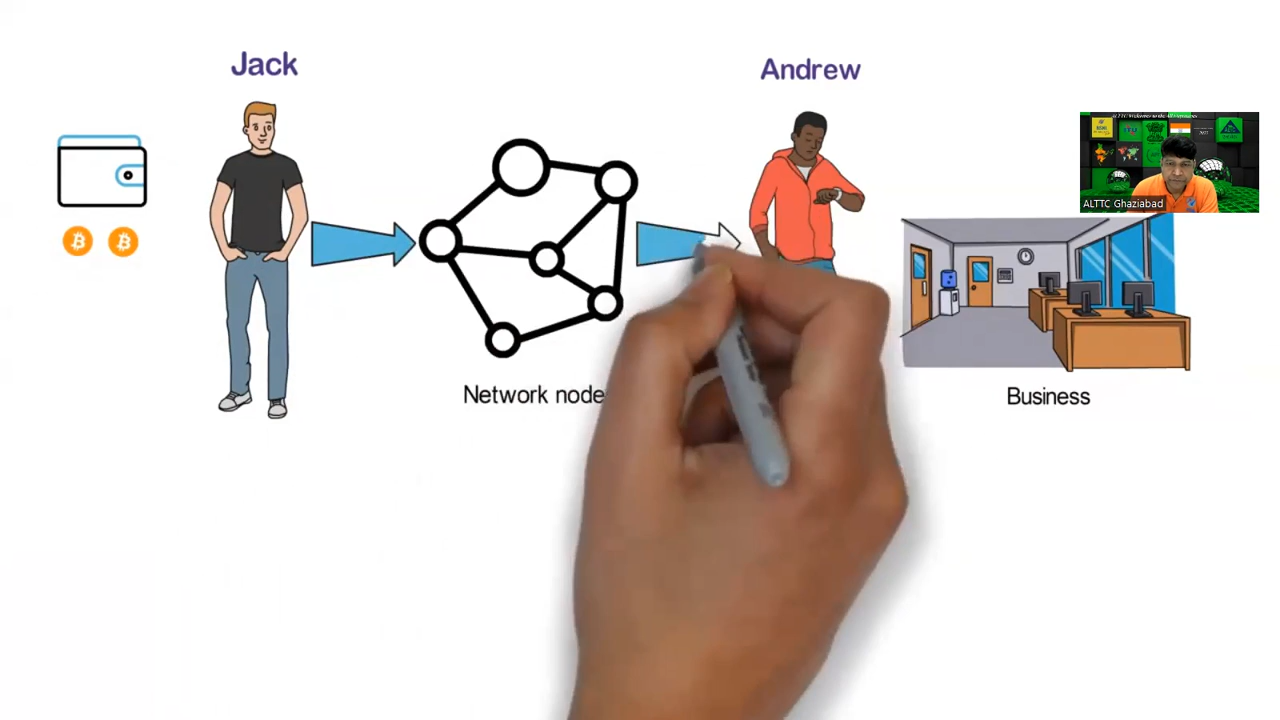 Jack
Andrew
ALTTC Ghaziabad
Network node
Business